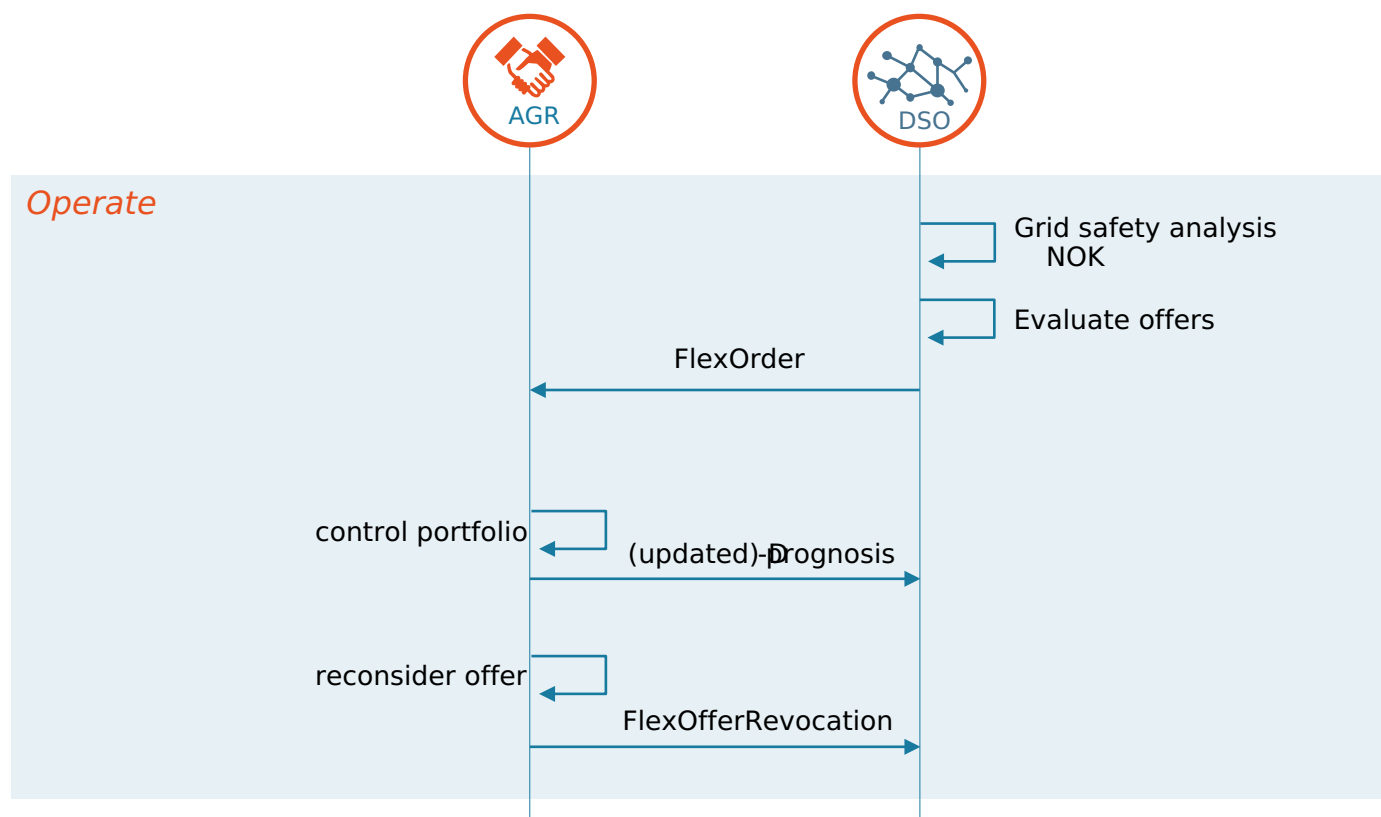 AGR
DSO
Operate
Grid safety analysis
NOK
Evaluate offers
FlexOrder
control portfolio
(updated) D-prognosis
reconsider offer
FlexOfferRevocation